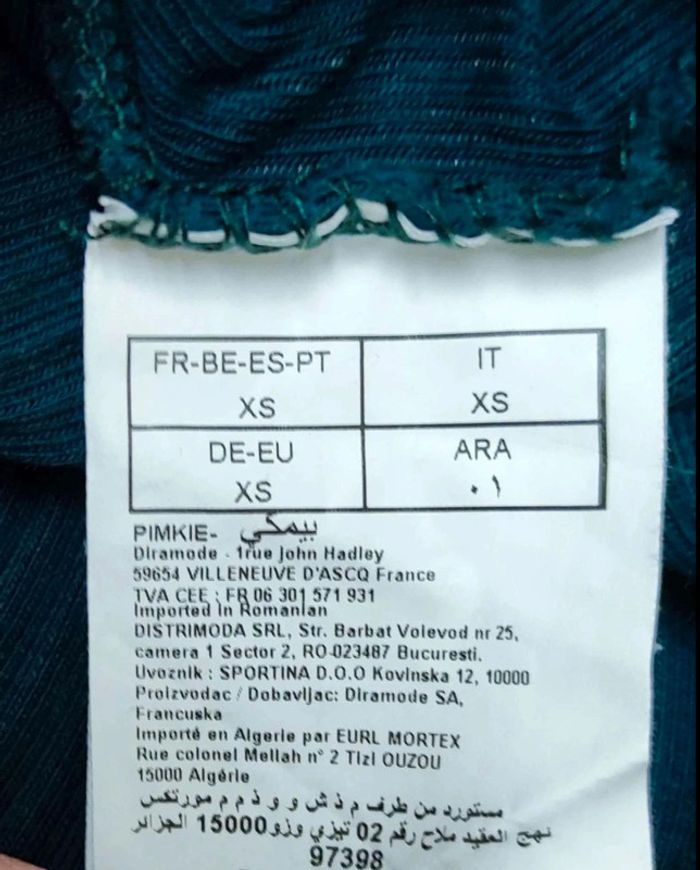 FR-BE-ES-PT
XS
IT
XS
DE-EU
XS
ARA
٠١
PIMKIE- بيمكي
Diramode - 1rue John Hadley
59654 VILLENEUVE D'ASCQ France
TVA CEE : FR 06 301 571 931
Imported in Romanian
DISTRIMODA SRL, Str. Barbat Volevod nr 25,
camera 1 Sector 2, RO-023487 Bucuresti.
Uvoznik : SPORTINA D.O.O Kovinska 12, 10000
Proizvodac / Dobavljac: Diramode SA,
Francuska
Importé en Algerie par EURL MORTEX
Rue colonel Mellah n° 2 Tizi OUZOU
15000 Algérie
مستورد من طرف م ذ ش و و ذ م م مورتكس
نهج العقيد ملاح رقم 02 تيزي وزو15000 الجزائر
97398